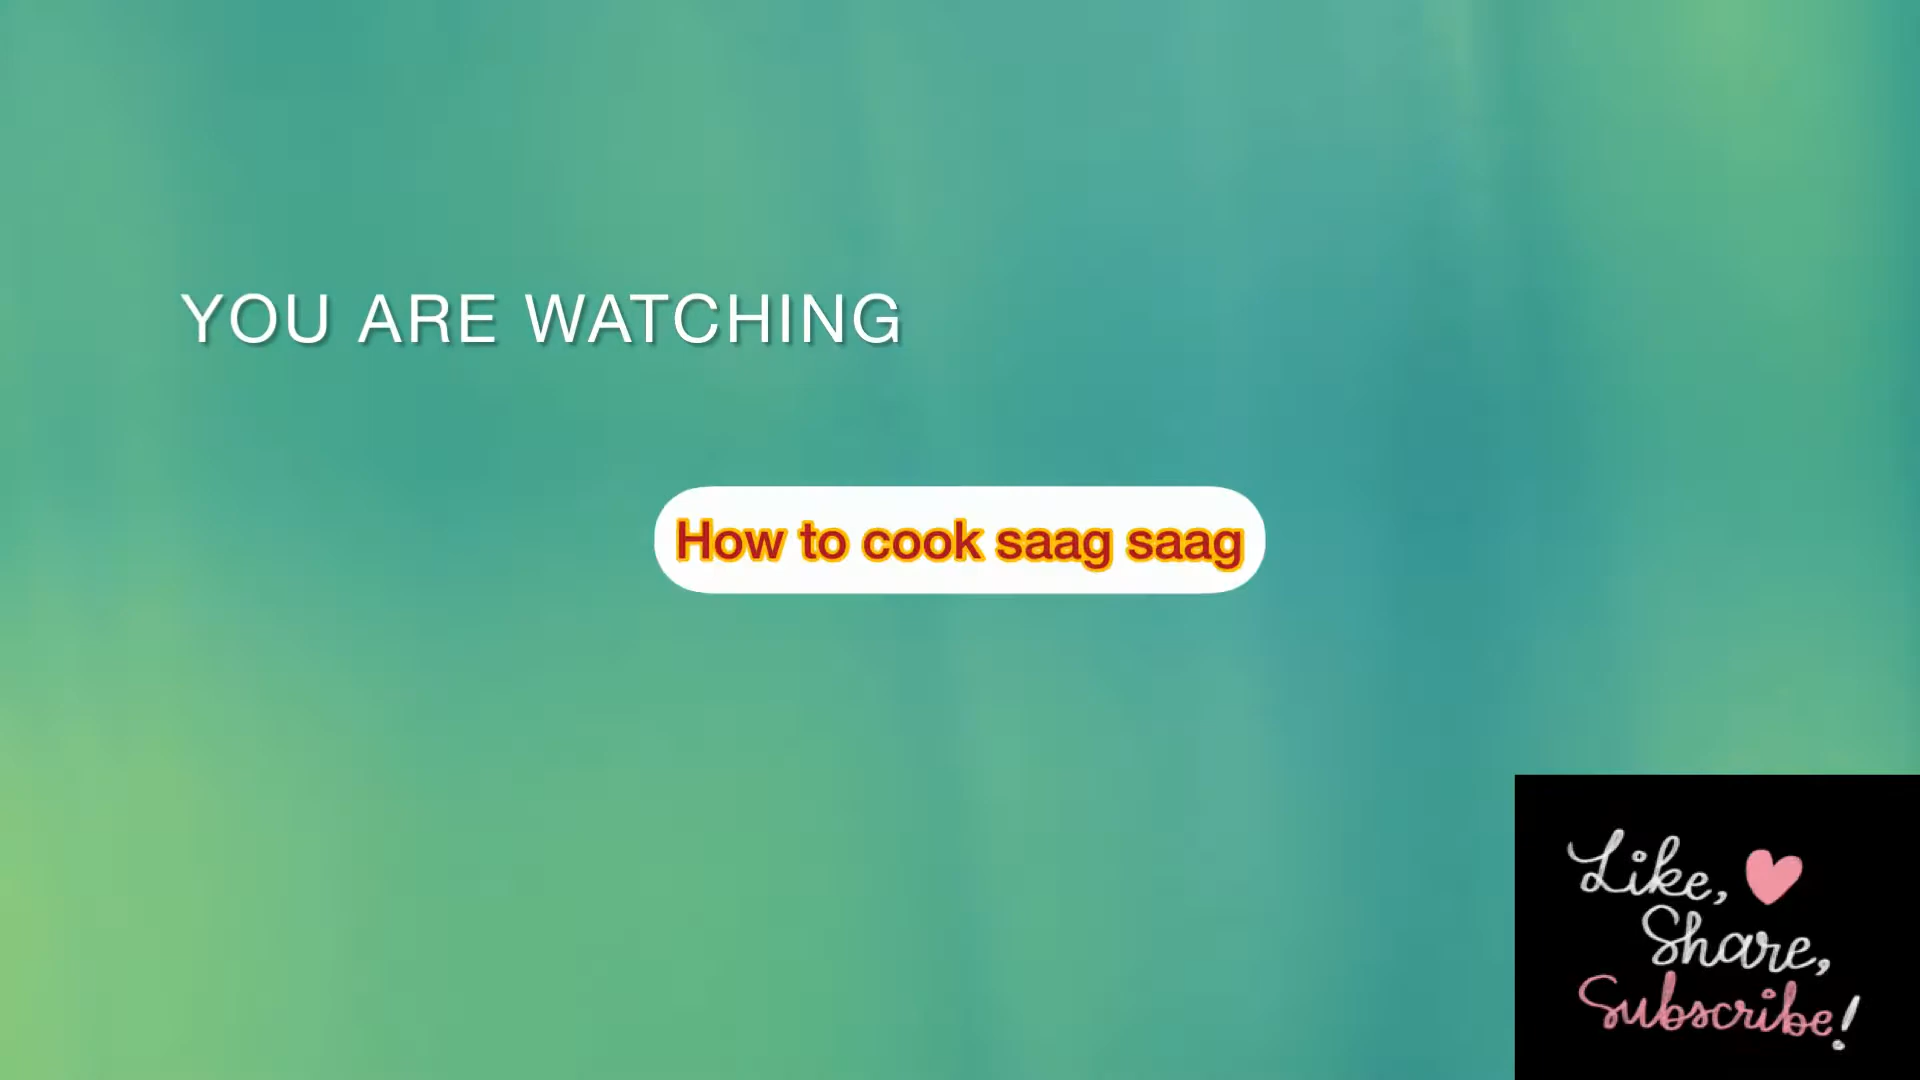 YOU ARE WATCHING
How to cook saag saag
Like,
Share,
Subscribe!